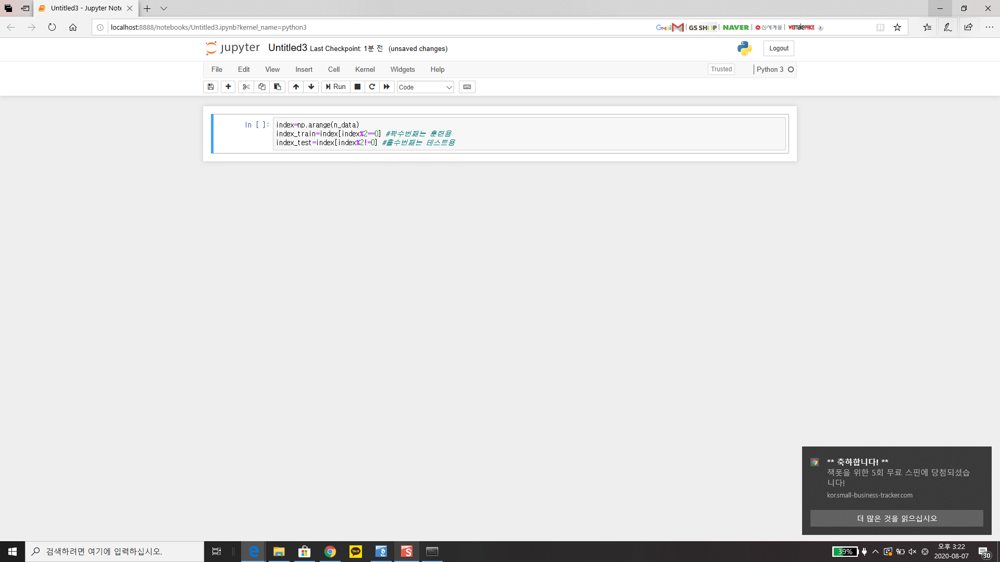 Untitled3 - Jupyter Note
localhost:8888/notebooks/Untitled3.ipynb?kernel_name=python3
Gmail | GS SHOP | NAVER | 신세계몰 | WEMAKEPRICE
jupyter Untitled3 Last Checkpoint: 1분 전 (unsaved changes)
Logout
File Edit View Insert Cell Kernel Widgets Help
Trusted
Python 3
Run
Code
In [ ]:
index=np.arange(n_data)
index_train=index[index%2==0] #짝수번째는 훈련용
index_test=index[index%2!=0] #홀수번째는 테스트용
** 축하합니다! **
잭폿을 위한 5회 무료 스핀에 당첨되셨습
니다!
kor.small-business-tracker.com
더 많은 것을 읽으십시오
검색하려면 여기에 입력하십시오.
TALK
39%
오후 3:22
2020-08-07
30